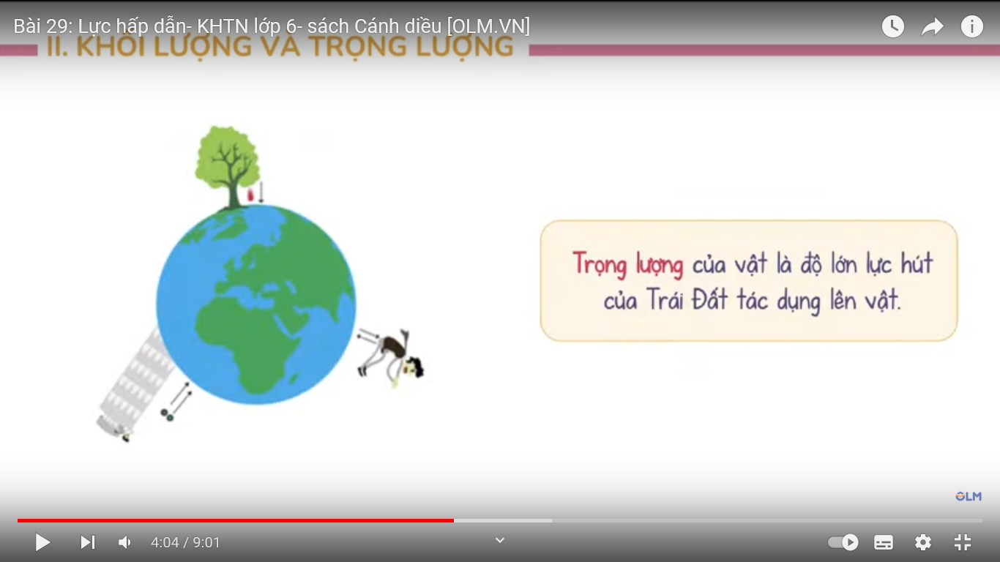 Bài 29: Lực hấp dẫn- KHTN lớp 6- sách Cánh diều [OLM.VN]
II. KHỐI LƯỢNG VÀ TRỌNG LƯỢNG
Trọng lượng của vật là độ lớn lực hút
của Trái Đất tác dụng lên vật.
OLM
4:04 / 9:01